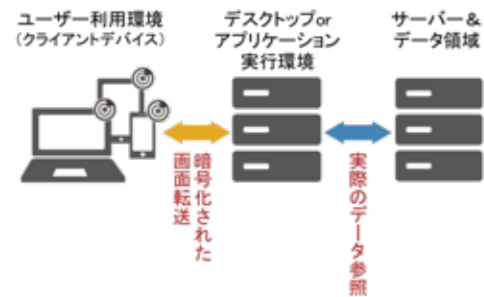 ユーザー利用環境
(クライアントデバイス)
デスクトップor
アプリケーション
実行環境
サーバー&
データ領域
暗号化された
画面転送
実際のデータ参照